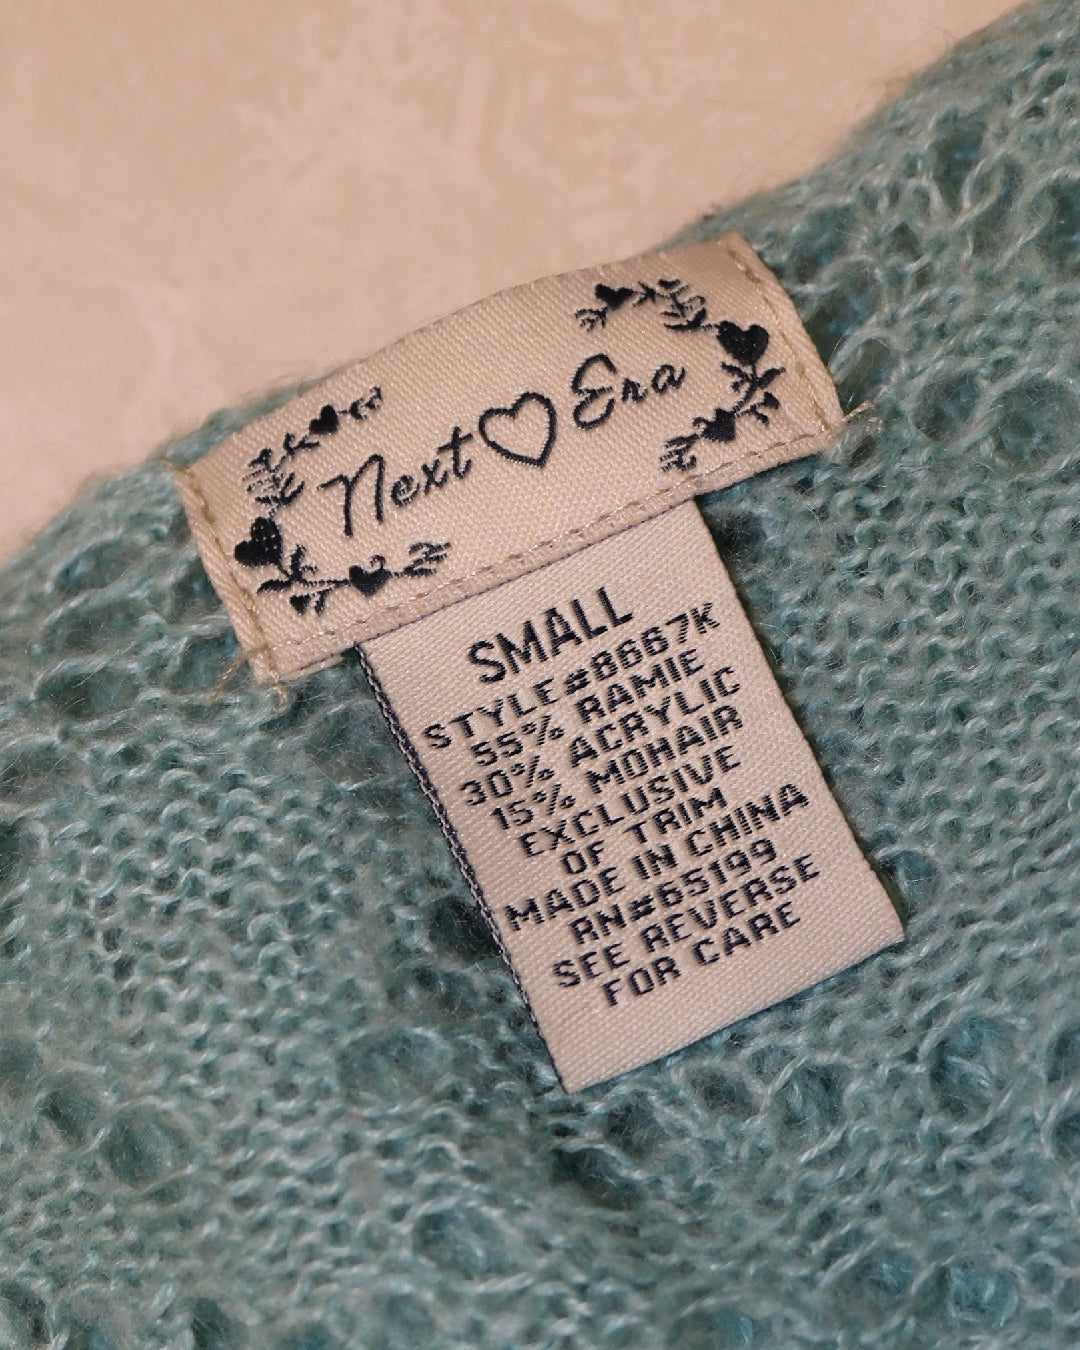 Next Era
SMALL
STYLE#8667K
55% RAMIE
30% ACRYLIC
15% MOHAIR
EXCLUSIVE
OF TRIM
MADE IN CHINA
RN#65199
SEE REVERSE
FOR CARE